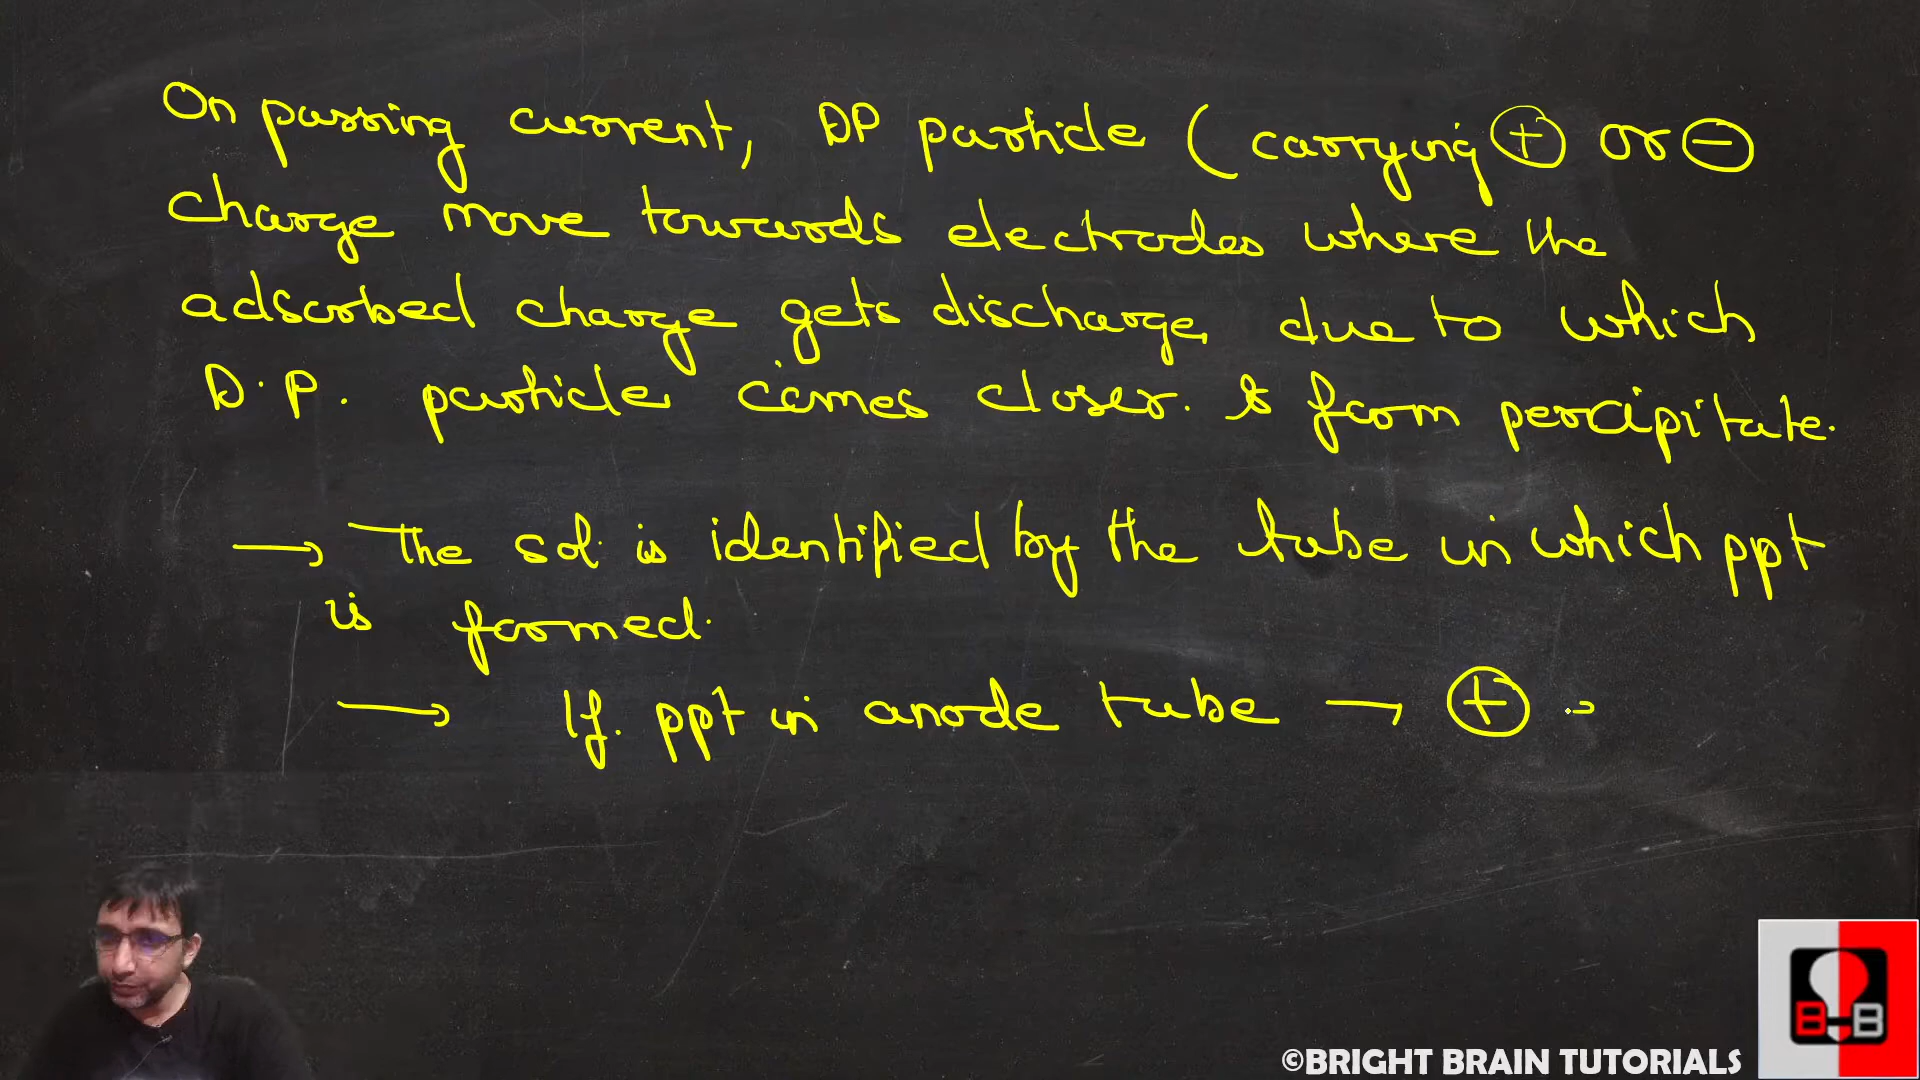 On passing current, DP particle (carrying ⊕ or ⊖
charge move towards electrodes where the
adsorbed charge gets discharge, due to which
D.P. particle comes closer. & form percipitate.
→ The sol. is identified by the tube in which ppt
is formed.
→ If. ppt in anode tube → ⊕
B B
©BRIGHT BRAIN TUTORIALS